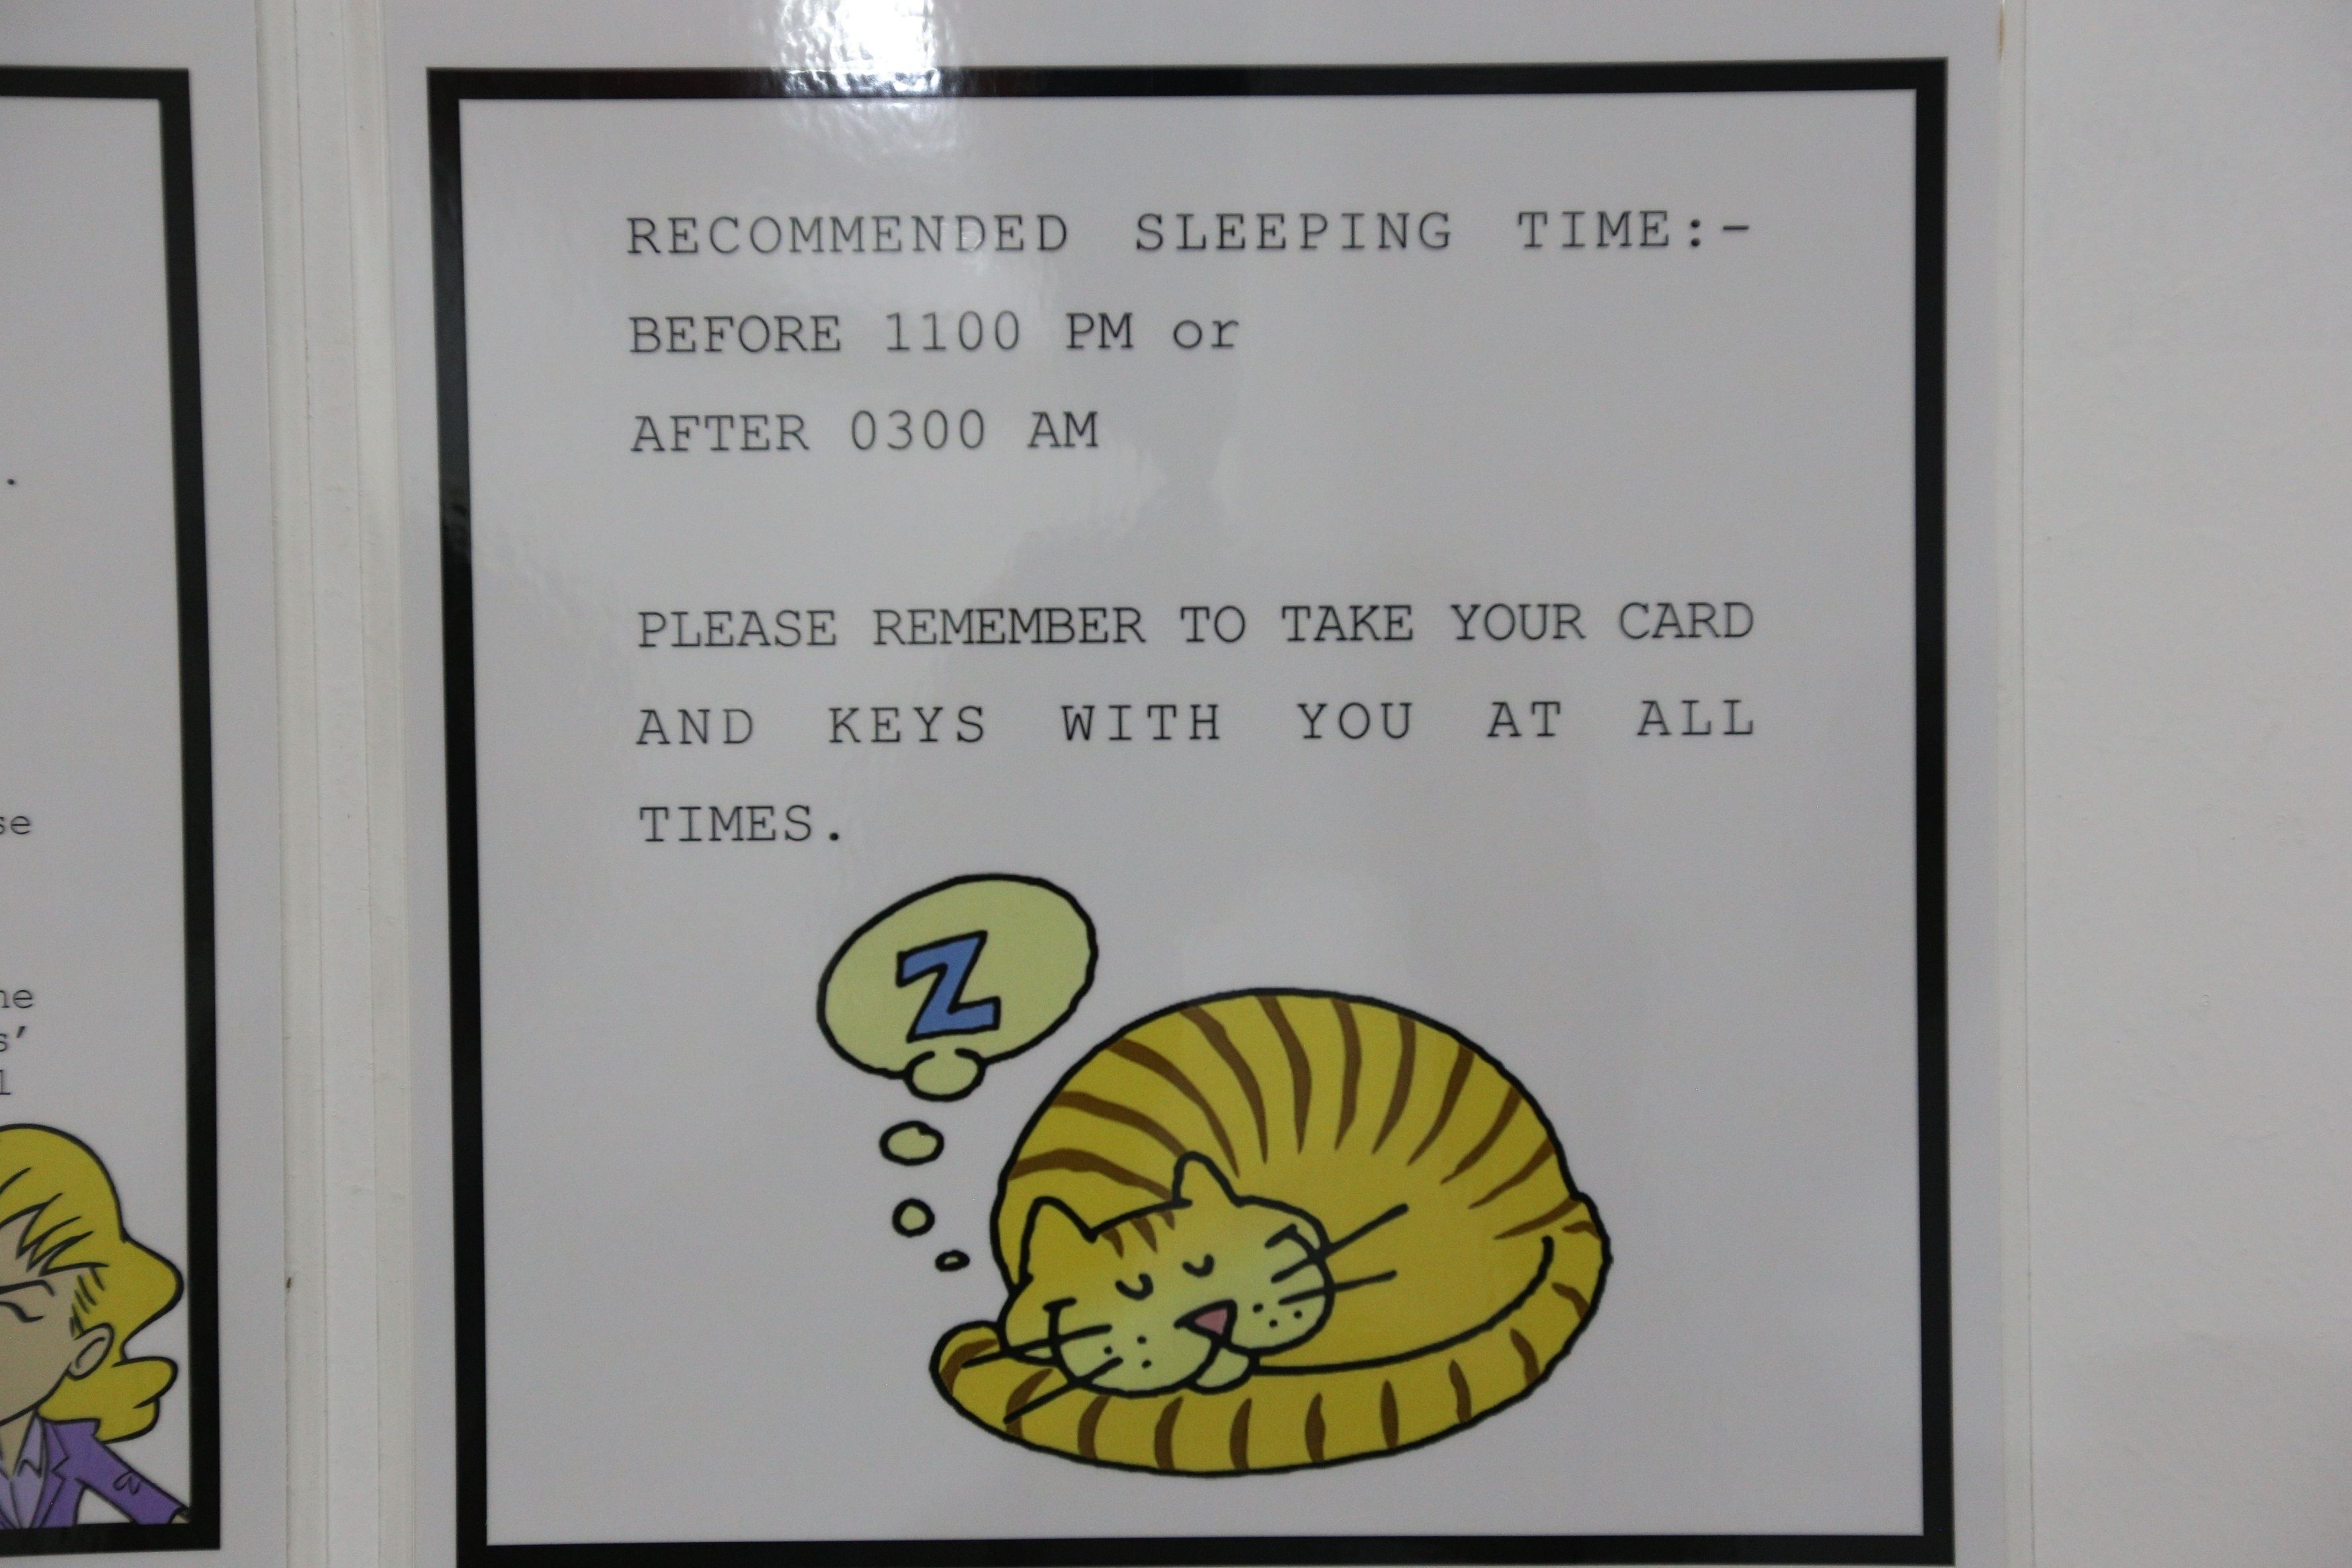 RECOMMENDED SLEEPING TIME:-
BEFORE 1100 PM or
AFTER 0300 AM
PLEASE REMEMBER TO TAKE YOUR CARD
AND KEYS WITH YOU AT ALL
TIMES.
Z